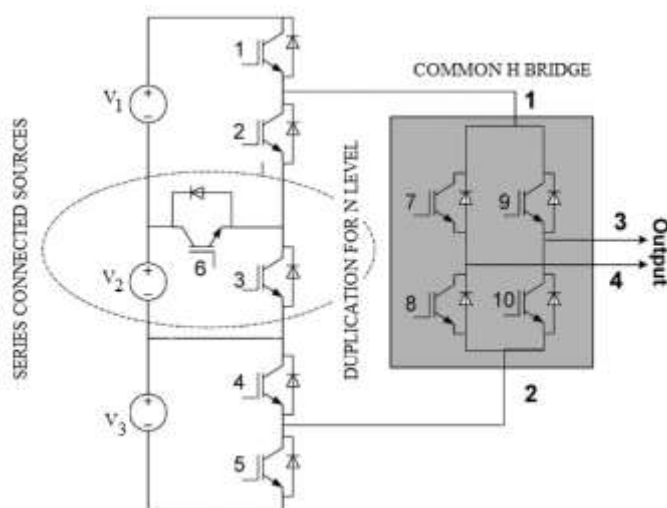 SERIES CONNECTED SOURCES
V1
V2
V3
1
2
6
3
4
5
DUPLICATION FOR N LEVEL
COMMON H BRIDGE
1
7
9
8
10
3
4
Output
2